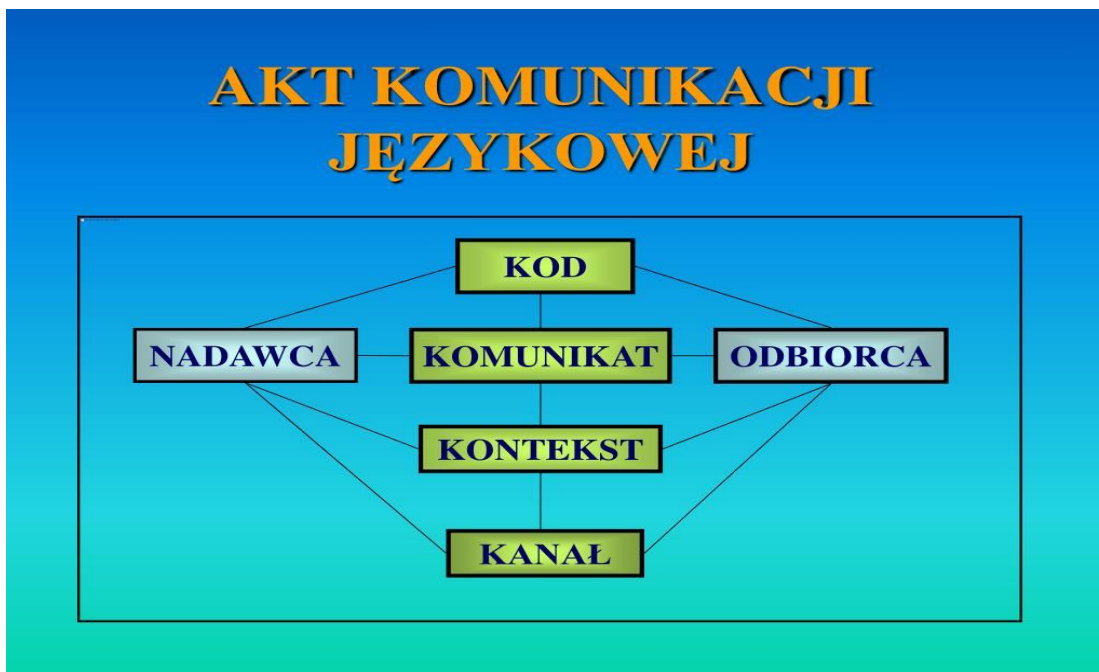 AKT KOMUNIKACJI
JĘZYKOWEJ
KOD
NADAWCA
KOMUNIKAT
ODBIORCA
KONTEKST
KANAŁ